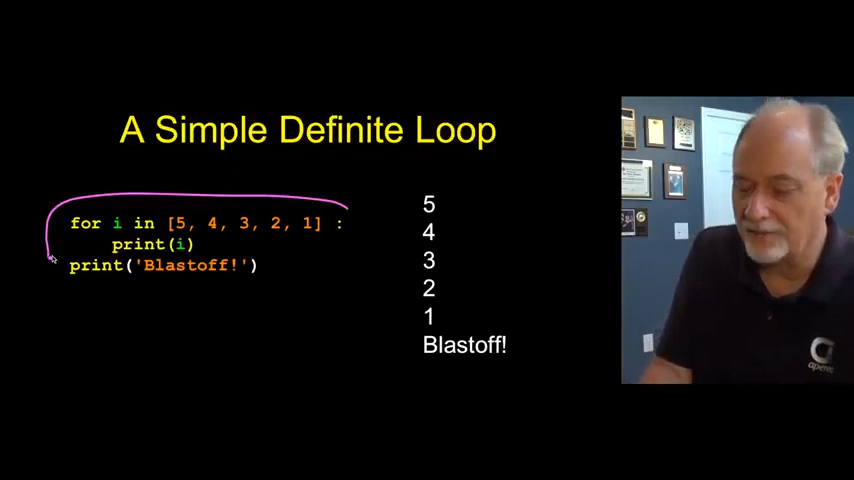 A Simple Definite Loop
for i in [5, 4, 3, 2, 1] :
print(i)
print('Blastoff!')
5
4
3
2
1
Blastoff!